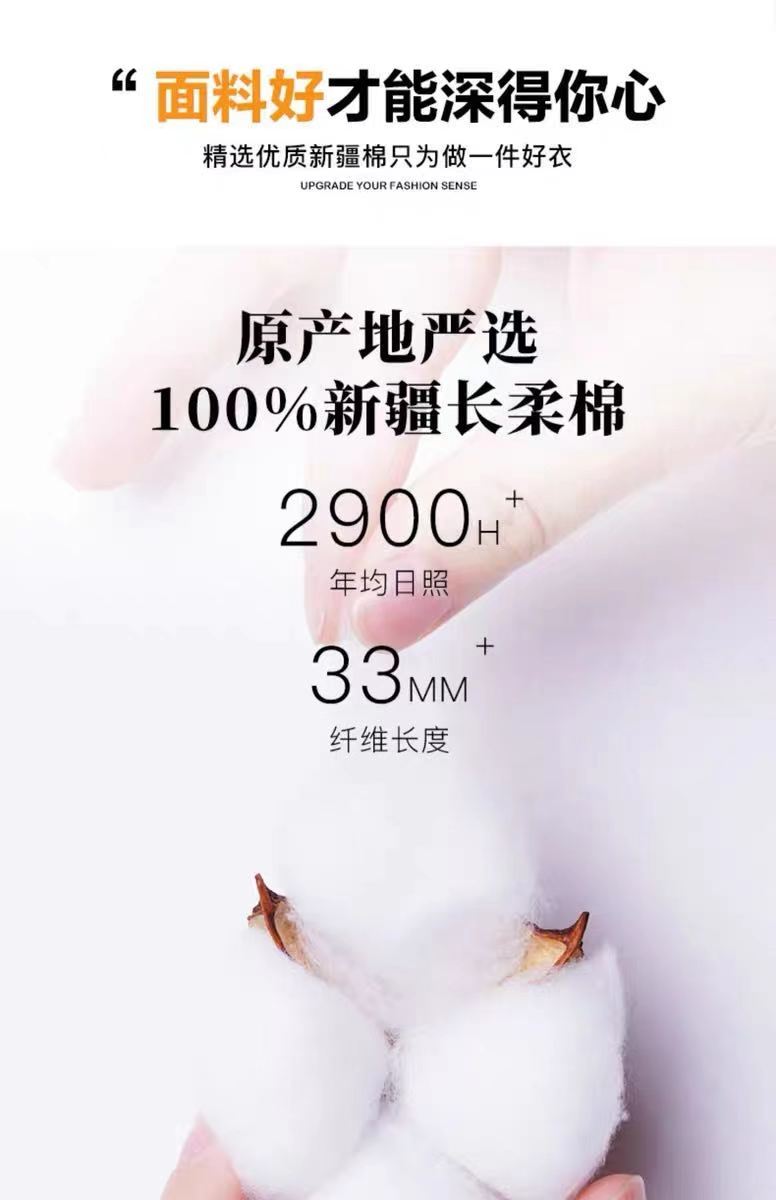 “ 面料好才能深得你心
精选优质新疆棉只为做一件好衣
UPGRADE YOUR FASHION SENSE
原产地严选
100%新疆长柔棉
2900H+
年均日照
33MM+
纤维长度